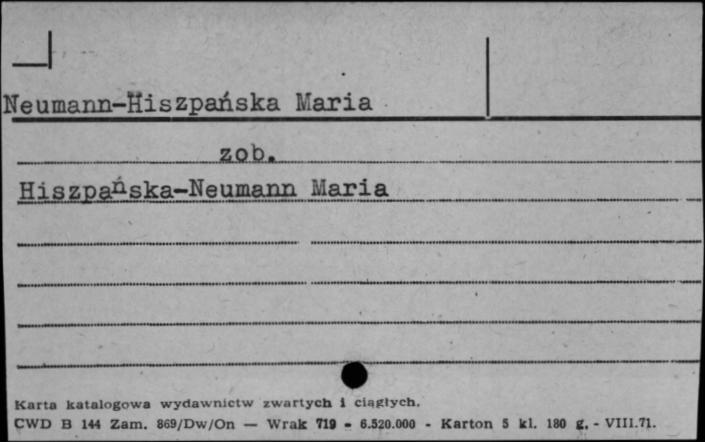 Neumann-Hiszpańska Maria
zob.
Hiszpańska-Neumann Maria
Karta katalogowa wydawnictw zwartych i ciągłych.
CWD B 144 Zam. 869/Dw/On — Wrak 719 - 6.520.000 - Karton 5 kl. 180 g. - VIII.71.